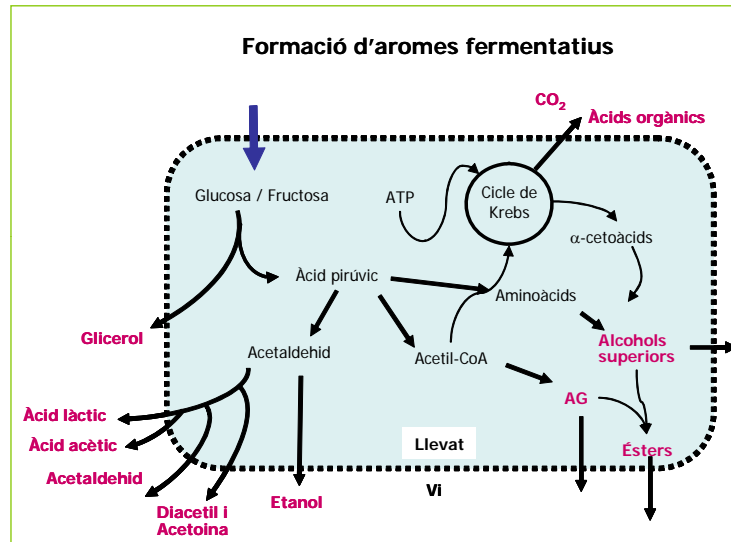 Formació d'aromes fermentatius
CO₂
Àcids orgànics
Glucosa / Fructosa
ATP
Cicle de
Krebs
α-cetoàcids
Àcid pirúvic
Aminoàcids
Glicerol
Acetaldehid
Acetil-CoA
Alcohols
superiors
AG
Àcid làctic
Àcid acètic
Llevat
Ésters
Acetaldehid
Vi
Etanol
Diacetil i
Acetoina